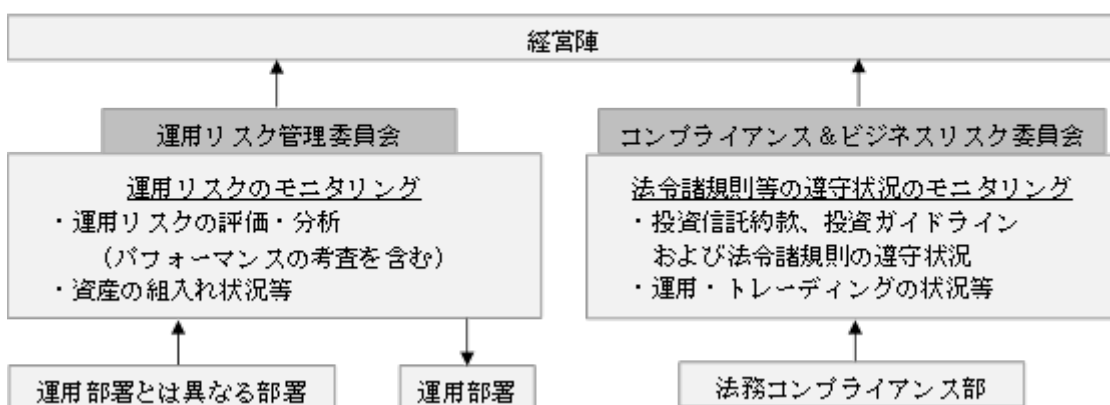 経営陣
運用リスク管理委員会
運用リスクのモニタリング
・運用リスクの評価・分析
（パフォーマンスの考査を含む）
・資産の組入れ状況等
運用部署とは異なる部署
運用部署
コンプライアンス＆ビジネスリスク委員会
法令諸規則等の遵守状況のモニタリング
・投資信託約款、投資ガイドライン
および法令諸規則の遵守状況
・運用・トレーディングの状況等
法務コンプライアンス部